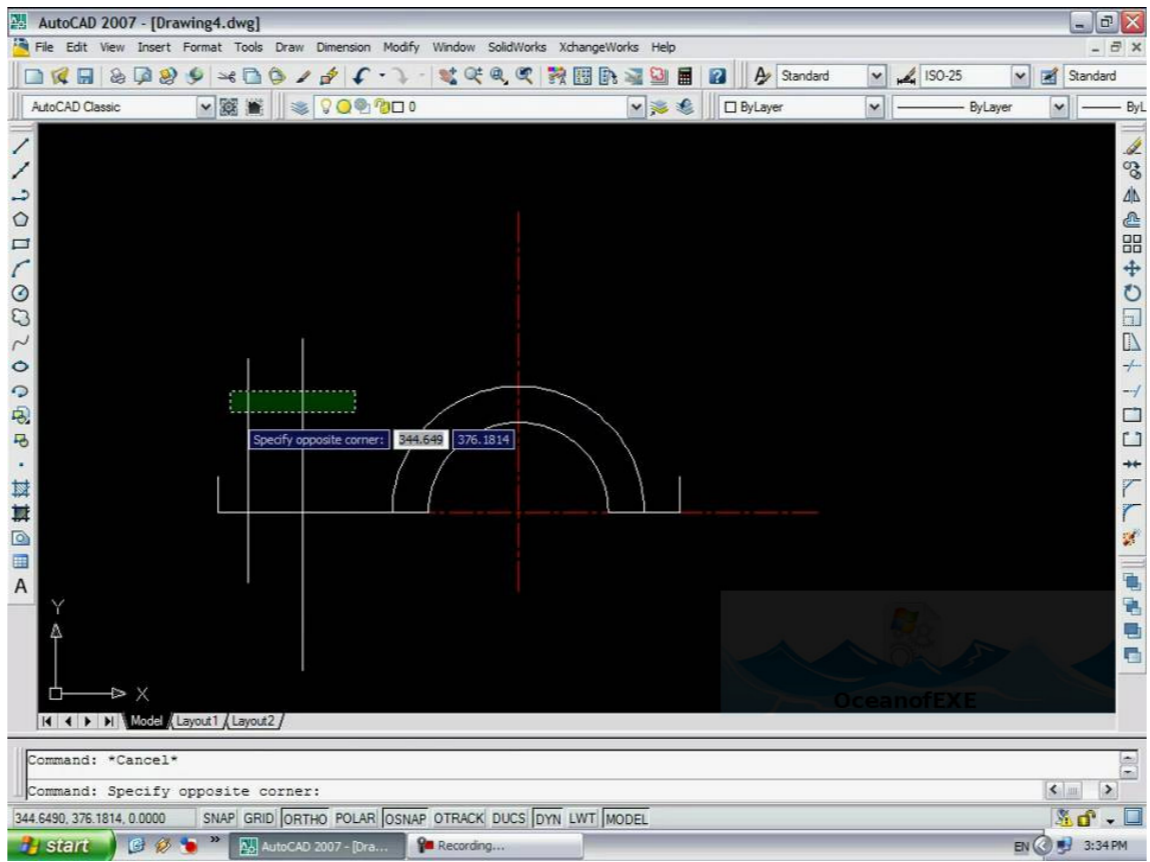 AutoCAD 2007 - [Drawing4.dwg]
File Edit View Insert Format Tools Draw Dimension Modify Window SolidWorks XchangeWorks Help
Standard ISO-25 Standard
AutoCAD Classic 0 ByLayer ByLayer ByL
Specify opposite corner: 344.649 376.1814
A
Y
X
OceanofEXE
Model Layout1 Layout2
Command: *Cancel*
Command: Specify opposite corner:
344.6490, 376.1814, 0.0000 SNAP GRID ORTHO POLAR OSNAP OTRACK DUCS DYN LWT MODEL
start AutoCAD 2007 - [Dra... Recording... EN 3:34 PM